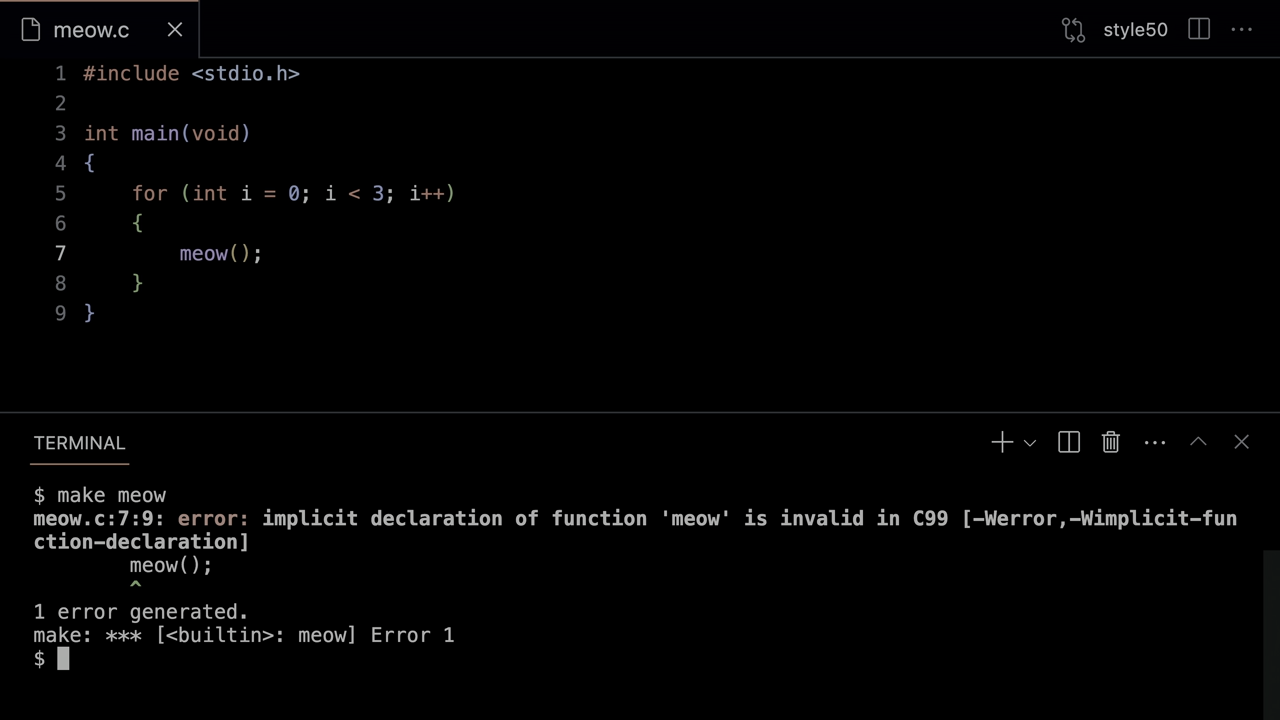 meow.c
style50
1 #include <stdio.h>
2
3 int main(void)
4 {
5     for (int i = 0; i < 3; i++)
6     {
7         meow();
8     }
9 }
TERMINAL
$ make meow
meow.c:7:9: error: implicit declaration of function 'meow' is invalid in C99 [-Werror,-Wimplicit-fun
ction-declaration]
        meow();
        ^
1 error generated.
make: *** [<builtin>: meow] Error 1
$